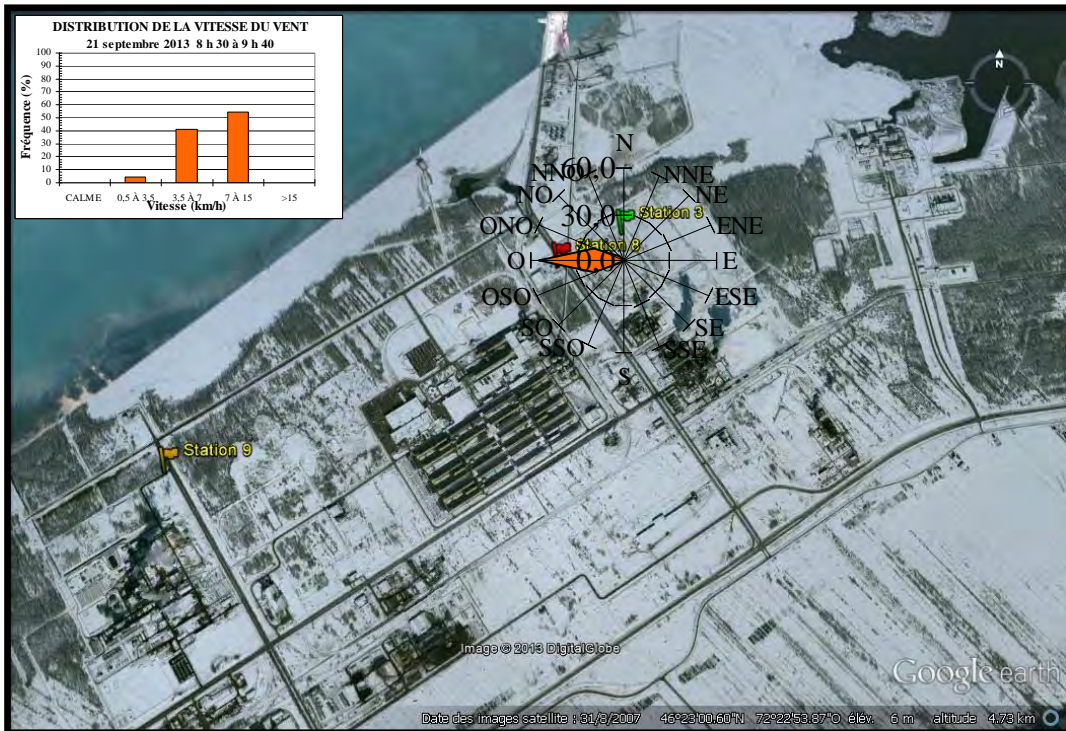 DISTRIBUTION DE LA VITESSE DU VENT
21 septembre 2013 8 h 30 à 9 h 40
Fréquence (%)
100
90
80
70
60
50
40
30
20
10
0
CALME 0,5 À 3,5 3,5 À 7 7 À 15 >15
Vitesse (km/h)
N
N
NNO 60,0 NNE
NO NE
30,0 Station 3
ONO ENE
Station 8
O 0,0 E
OSO ESE
SO SE
SSO SSE
S
Station 9
Image © 2013 DigitalGlobe
Google earth
Date des images satellite : 31/8/2007 46°23'00.60"N 72°22'53.87"O élév. 6 m altitude 4.73 km